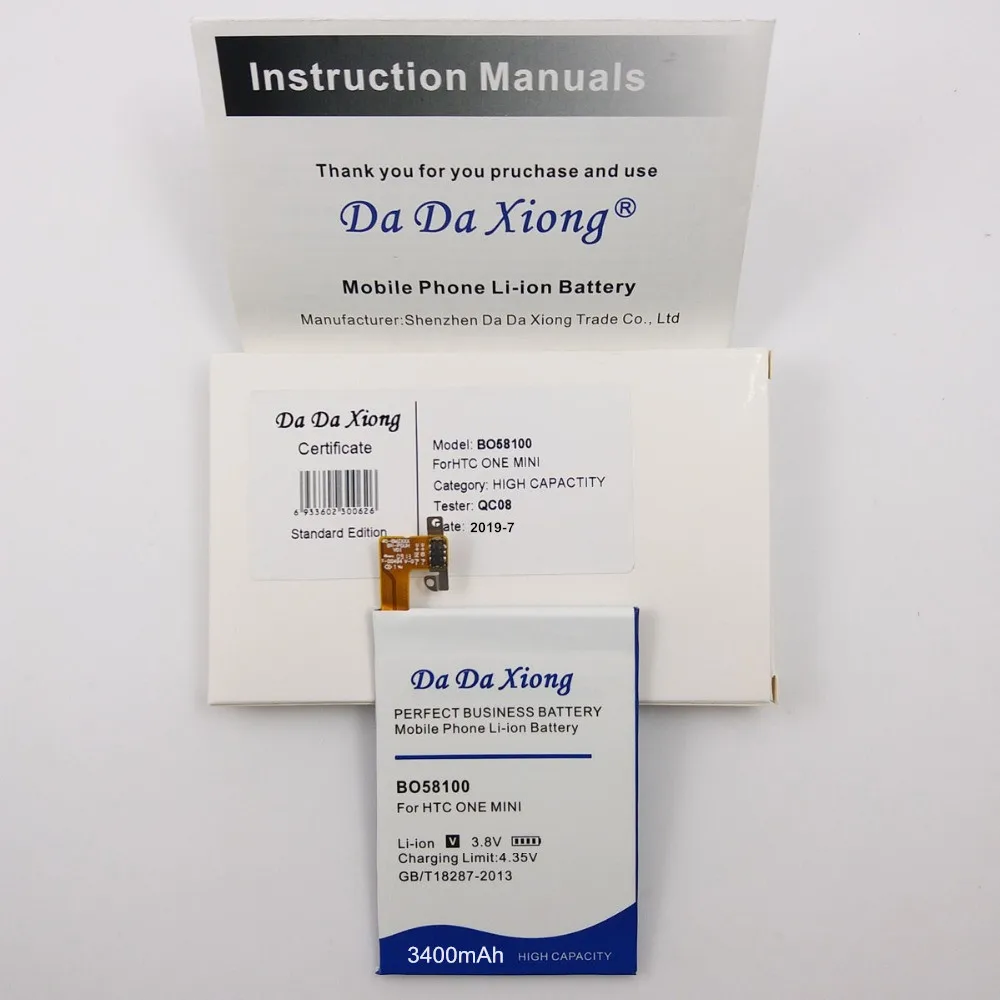 Instruction Manuals
Thank you for you pruchase and use
Da Da Xiong®
Mobile Phone Li-ion Battery
Manufacturer:Shenzhen Da Da Xiong Trade Co., Ltd
Da Da Xiong
Certificate
6 933602 300626
Standard Edition
Model: BO58100
ForHTC ONE MINI
Category: HIGH CAPACTITY
Tester: QC08
ate: 2019-7
Da Da Xiong
PERFECT BUSINESS BATTERY
Mobile Phone Li-ion Battery
BO58100
For HTC ONE MINI
Li-ion V 3.8V
Charging Limit:4.35V
GB/T18287-2013
3400mAh HIGH CAPACITY